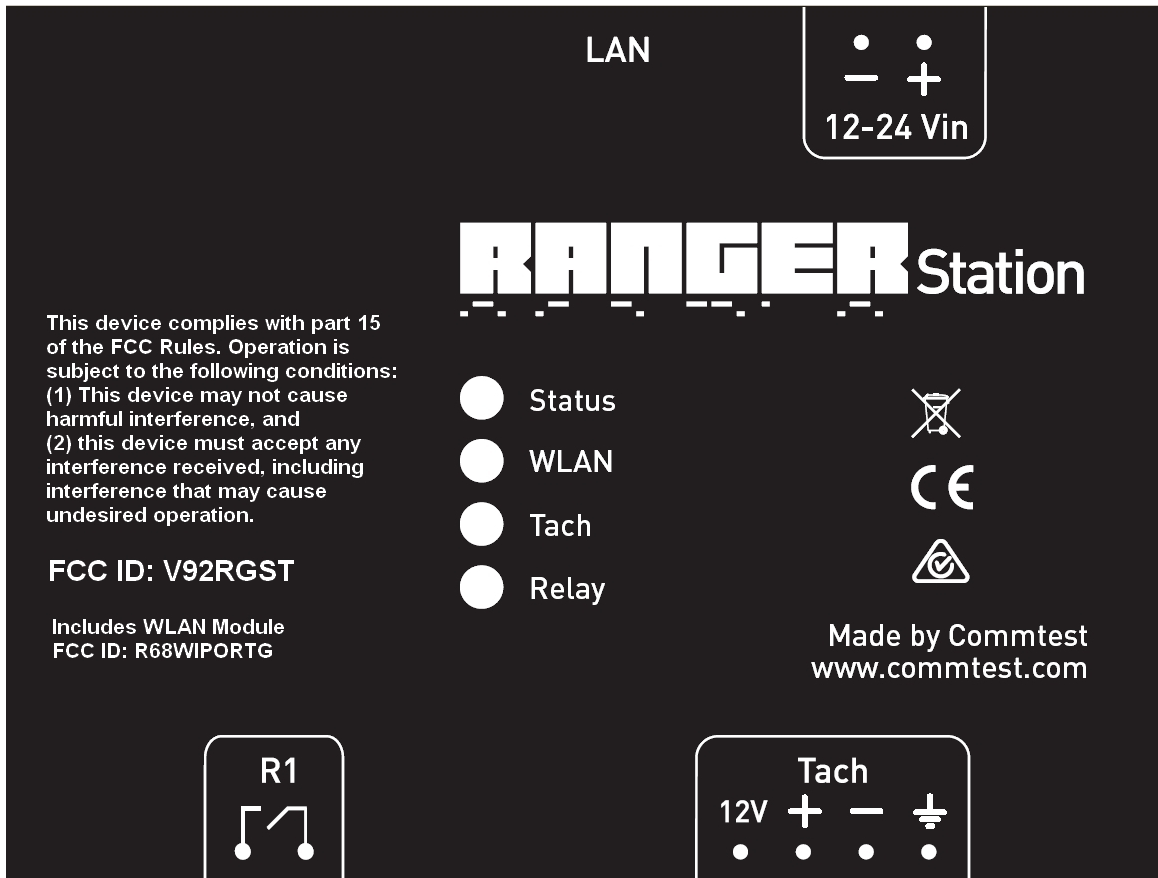 LAN
− +
12-24 Vin
RANGER Station
This device complies with part 15
of the FCC Rules. Operation is
subject to the following conditions:
(1) This device may not cause
harmful interference, and
(2) this device must accept any
interference received, including
interference that may cause
undesired operation.
FCC ID: V92RGST
Includes WLAN Module
FCC ID: R68WIPORTG
Status
WLAN
Tach
Relay
CE
Made by Commtest
www.commtest.com
R1
Tach
12V + −